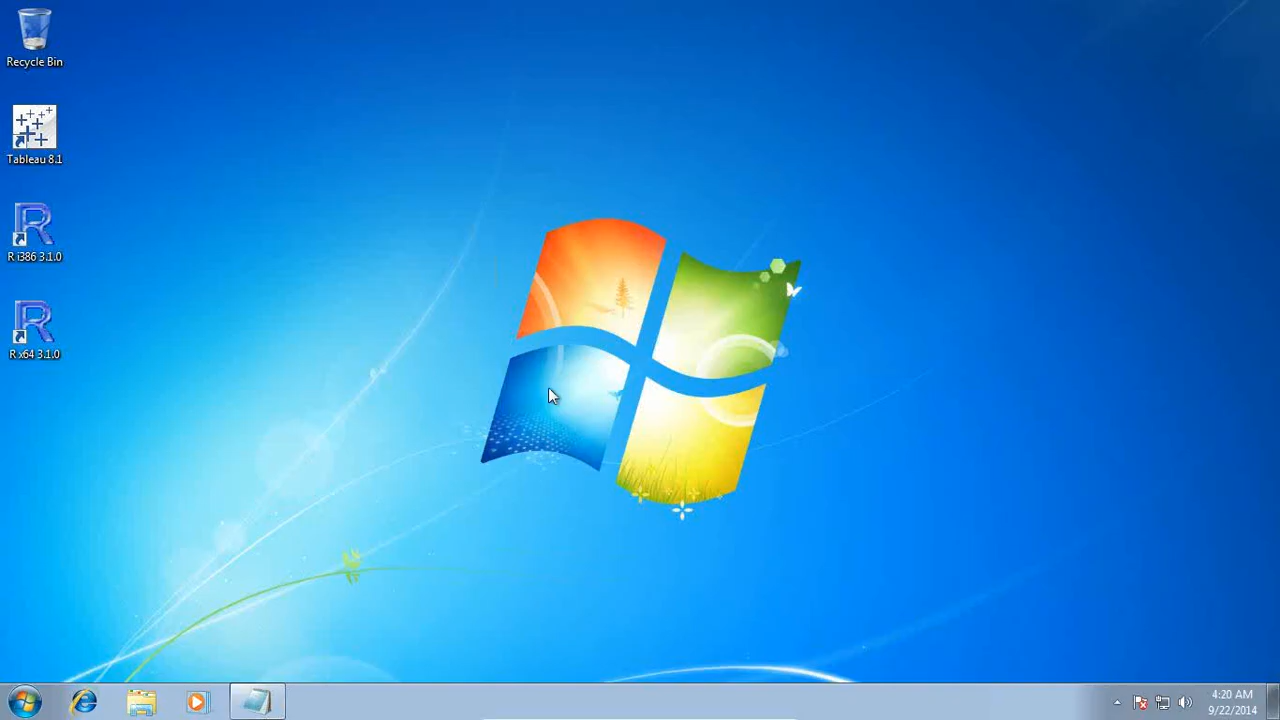 Recycle Bin
Tableau 8.1
R i386 3.1.0
R x64 3.1.0
4:20 AM
9/22/2014